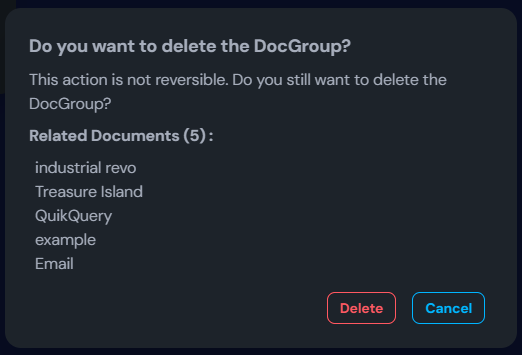 Do you want to delete the DocGroup?
This action is not reversible. Do you still want to delete the
DocGroup?
Related Documents (5) :
industrial revo
Treasure Island
QuikQuery
example
Email
Delete
Cancel